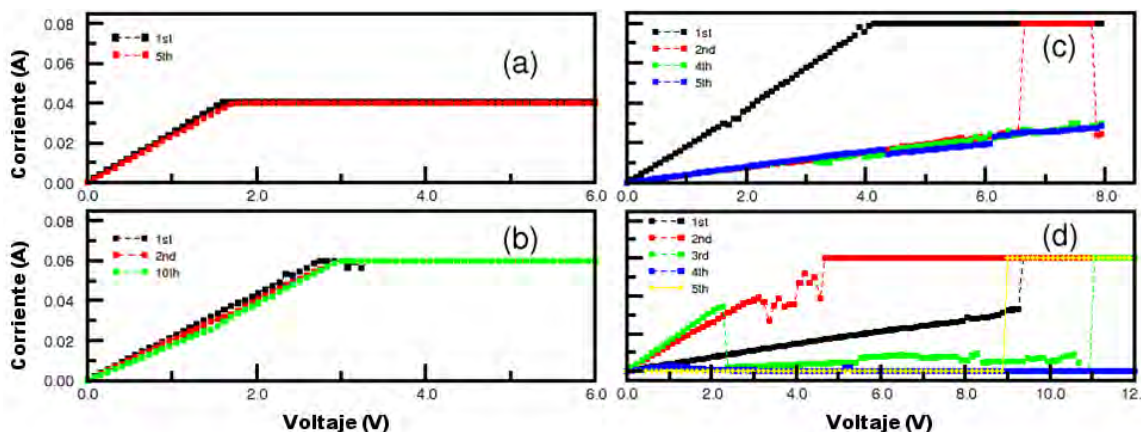 0.08
0.06
0.04
0.02
0.00
1st
5th
(a)
0.0 2.0 4.0 6.0
0.08
0.06
0.04
0.02
0.00
1st
2nd
10th
(b)
0.0 2.0 4.0 6.0
Corriente (A)
Corriente (A)
Voltaje (V)
1st
2nd
4th
5th
(c)
0.0 2.0 4.0 6.0 8.0
1st
2nd
3rd
4th
5th
(d)
0.0 2.0 4.0 6.0 8.0 10.0 12.
Voltaje (V)